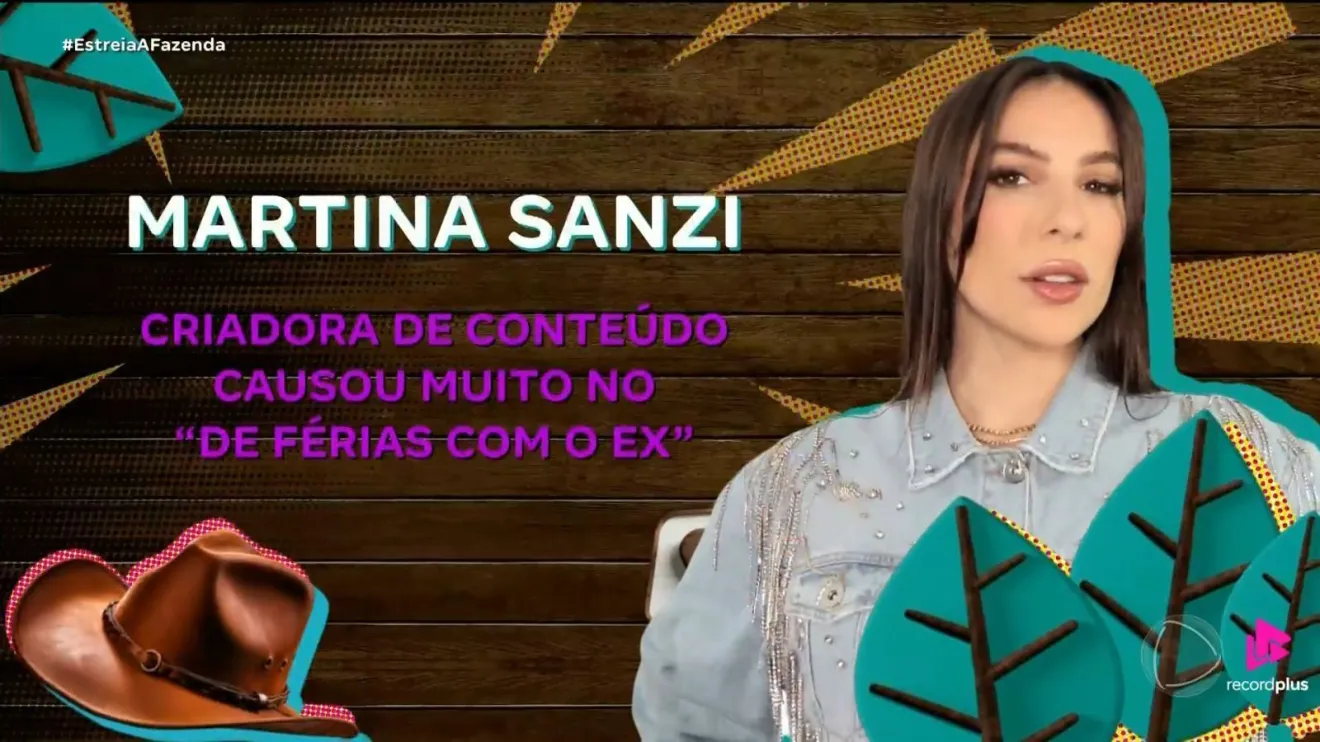 #EstreiaAFazenda
MARTINA SANZI
CRIADORA DE CONTEÚDO
CAUSOU MUITO NO
“DE FÉRIAS COM O EX”
recordplus